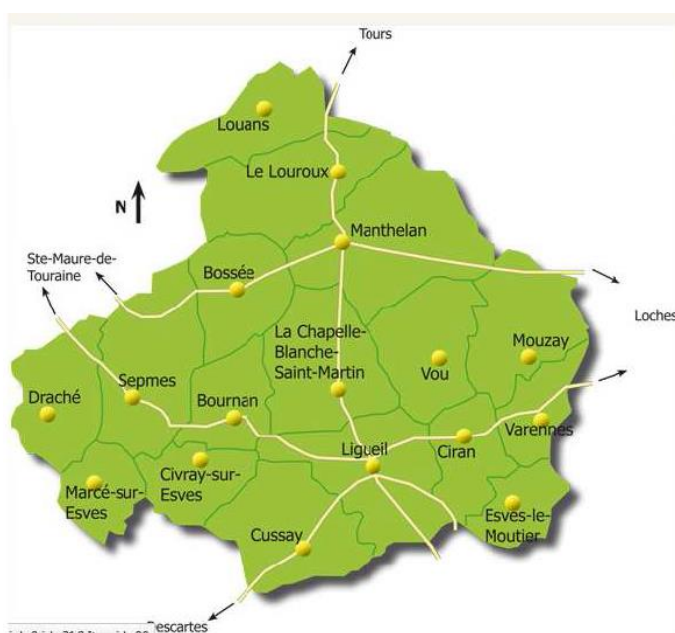 Tours
Louans
Le Louroux
N
Manthelan
Ste-Maure-de-
Touraine
Bossée
Loches
La Chapelle-
Blanche-
Saint-Martin
Mouzay
Vou
Sepmes
Draché
Bournan
Varennes
Ligueil
Ciran
Civray-sur-
Esves
Marcé-sur-
Esves
Esves-le-
Moutier
Cussay
Descartes